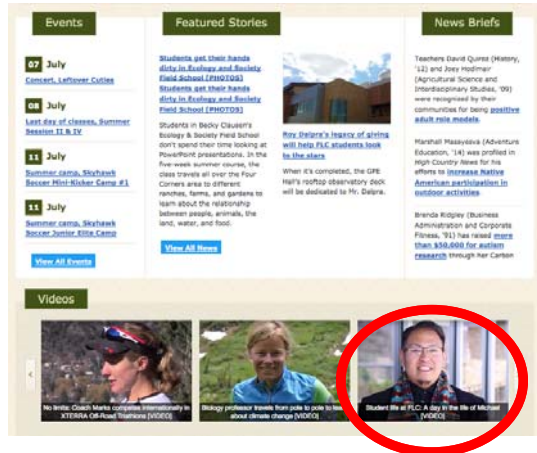 Events
07 July
Concert, Leftover Cuties
08 July
Last day of classes, Summer
Session II & IV
11 July
Summer camp, Skyhawk
Soccer Mini-Kicker Camp #1
11 July
Summer camp, Skyhawk
Soccer Junior Elite Camp
View All Events
Featured Stories
Students get their hands
dirty in Ecology and Society
Field School [PHOTOS]
Students get their hands
dirty in Ecology and Society
Field School [PHOTOS]
Students in Becky Clausen's
Ecology & Society Field School
don't spend their time looking at
PowerPoint presentations. In the
five-week summer course, the
class travels all over the Four
Corners area to different
ranches, farms, and gardens to
learn about the relationship
between people, animals, the
land, water, and food.
View All News
Roy Dalpra's legacy of giving
will help FLC students look
to the stars
When it's completed, the GPE
Hall's rooftop observatory deck
will be dedicated to Mr. Dalpra.
News Briefs
Teachers David Quiroz (History,
'12) and Joey
(Agricultural Science and
Interdisciplinary Studies, '09)
were recognized by their
communities for being positive
adult role models.
Marshall Masayesva (Adventure
Education, '14) was profiled in
High Country News for his
efforts to increase Native
American participation in
outdoor activities.
Brenda Ridgley (Business
Administration and Corporate
Fitness, '91) has raised more
than $50,000 for autism
research through her Carbon
Videos
No limits: Coach Marks competes internationally in
XTERRA Off-Road Triathlons [VIDEO]
Biology professor travels from pole to pole to lea
about climate change [VIDEO]
Student life at FLC: A day in the life of Michael
[VIDEO]